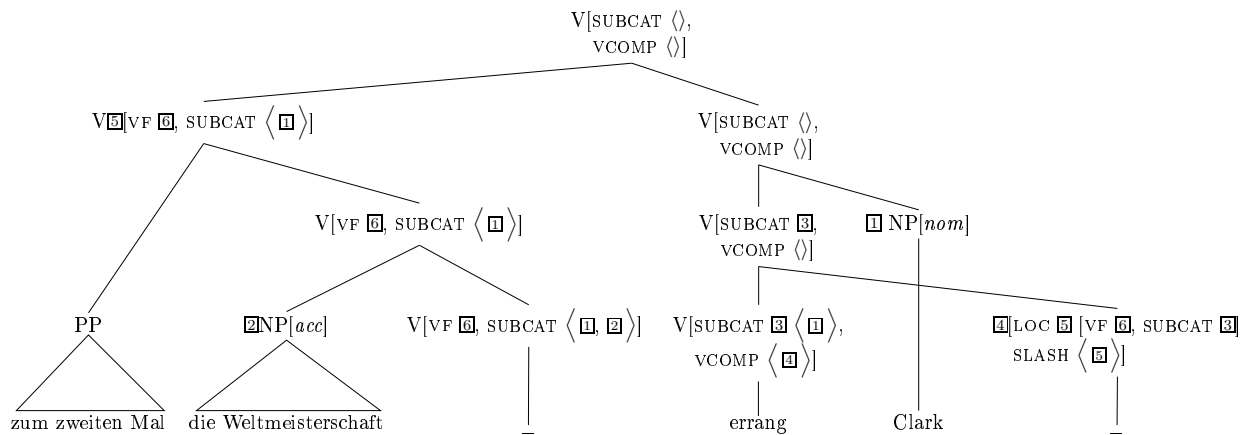 V[SUBCAT ⟨⟩,
VCOMP ⟨⟩]
V5[VF 6, SUBCAT ⟨ 1 ⟩]
V[SUBCAT ⟨⟩,
VCOMP ⟨⟩]
V[VF 6, SUBCAT ⟨ 1 ⟩]
V[SUBCAT 3,
VCOMP ⟨⟩]
1 NP[nom]
PP
2NP[acc]
V[VF 6, SUBCAT ⟨ 1, 2 ⟩]
V[SUBCAT 3 ⟨ 1 ⟩,
VCOMP ⟨ 4 ⟩]
4[LOC 5 [VF 6, SUBCAT 3]
SLASH ⟨ 5 ⟩]
zum zweiten Mal
die Weltmeisterschaft
_
errang
Clark
_